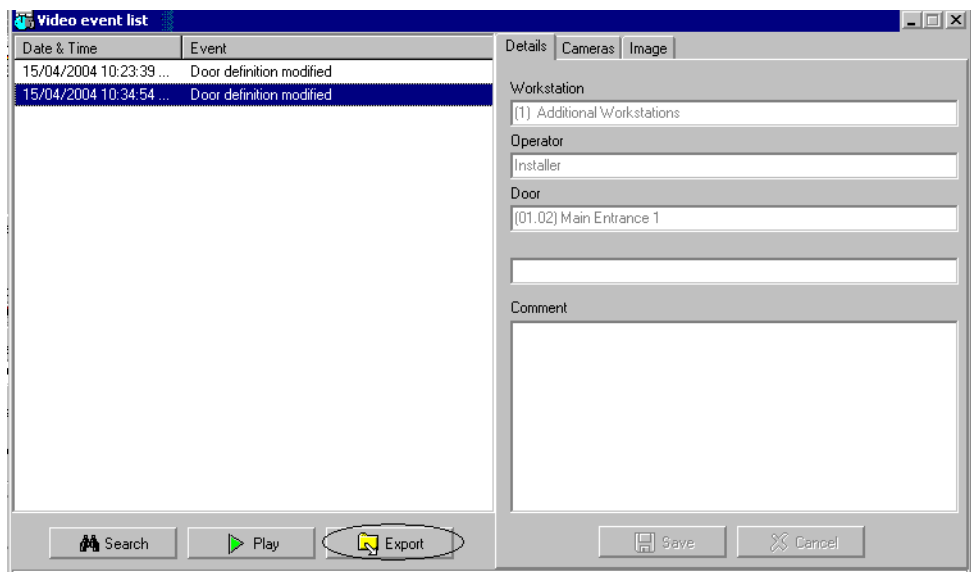 Video event list
Date & Time Event
15/04/2004 10:23:39 ... Door definition modified
15/04/2004 10:34:54 ... Door definition modified
Search Play Export
Details Cameras Image
Workstation
(1) Additional Workstations
Operator
Installer
Door
(01.02) Main Entrance 1
Comment
Save Cancel